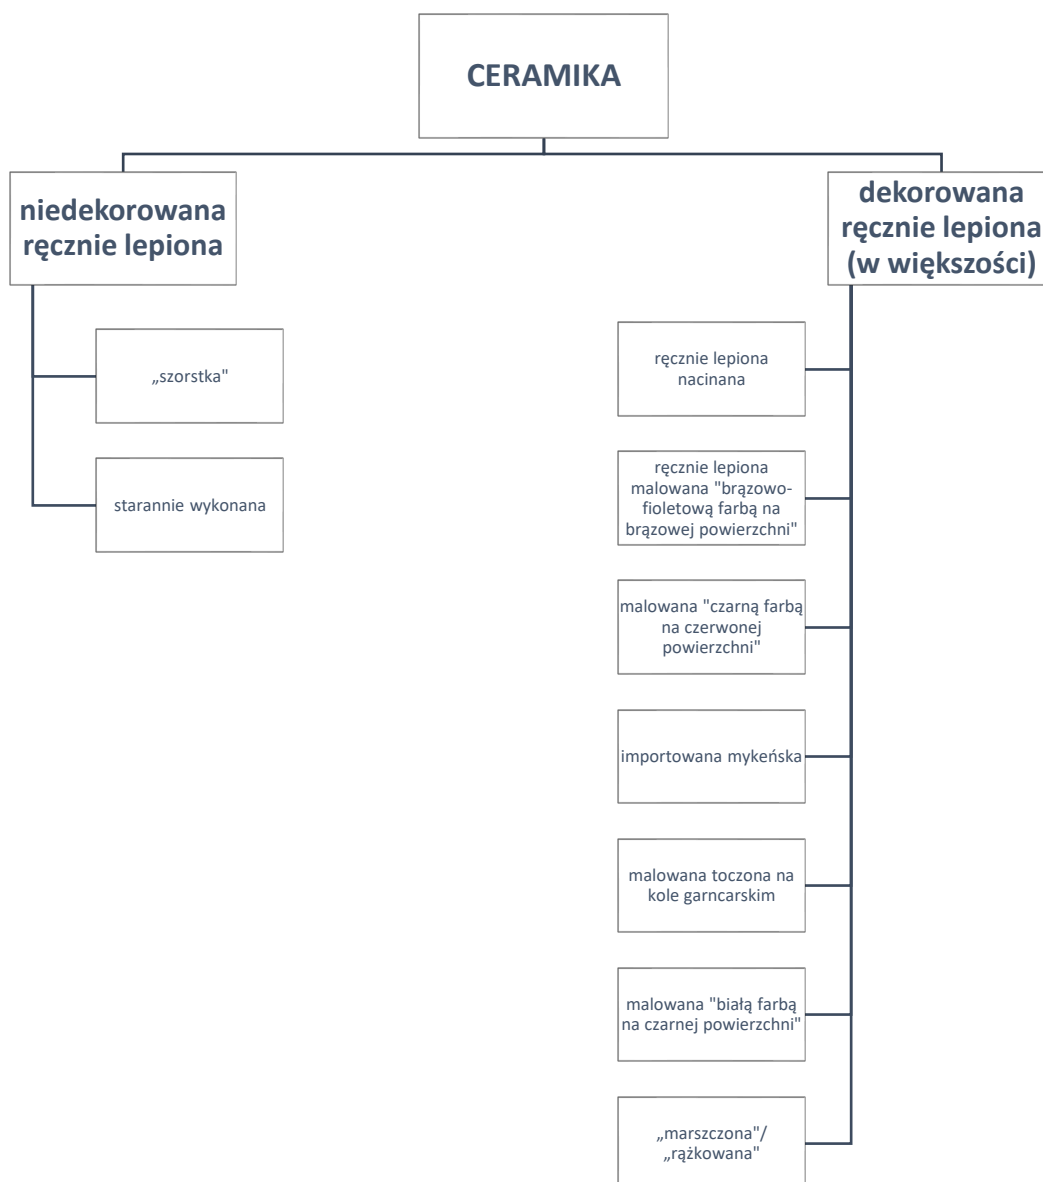 CERAMIKA
niedekorowana
ręcznie lepiona
„szorstka"
starannie wykonana
dekorowana
ręcznie lepiona
(w większości)
ręcznie lepiona
nacinana
ręcznie lepiona
malowana "brązowo-
fioletową farbą na
brązowej powierzchni"
malowana "czarną farbą
na czerwonej
powierzchni"
importowana mykeńska
malowana toczona na
kole garncarskim
malowana "białą farbą
na czarnej powierzchni"
„marszczona"/
„rążkowana"